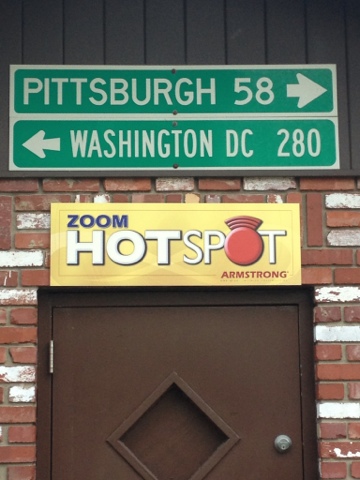 PITTSBURGH 58
WASHINGTON DC 280
ZOOM
HOTSPOT
ARMSTRONG